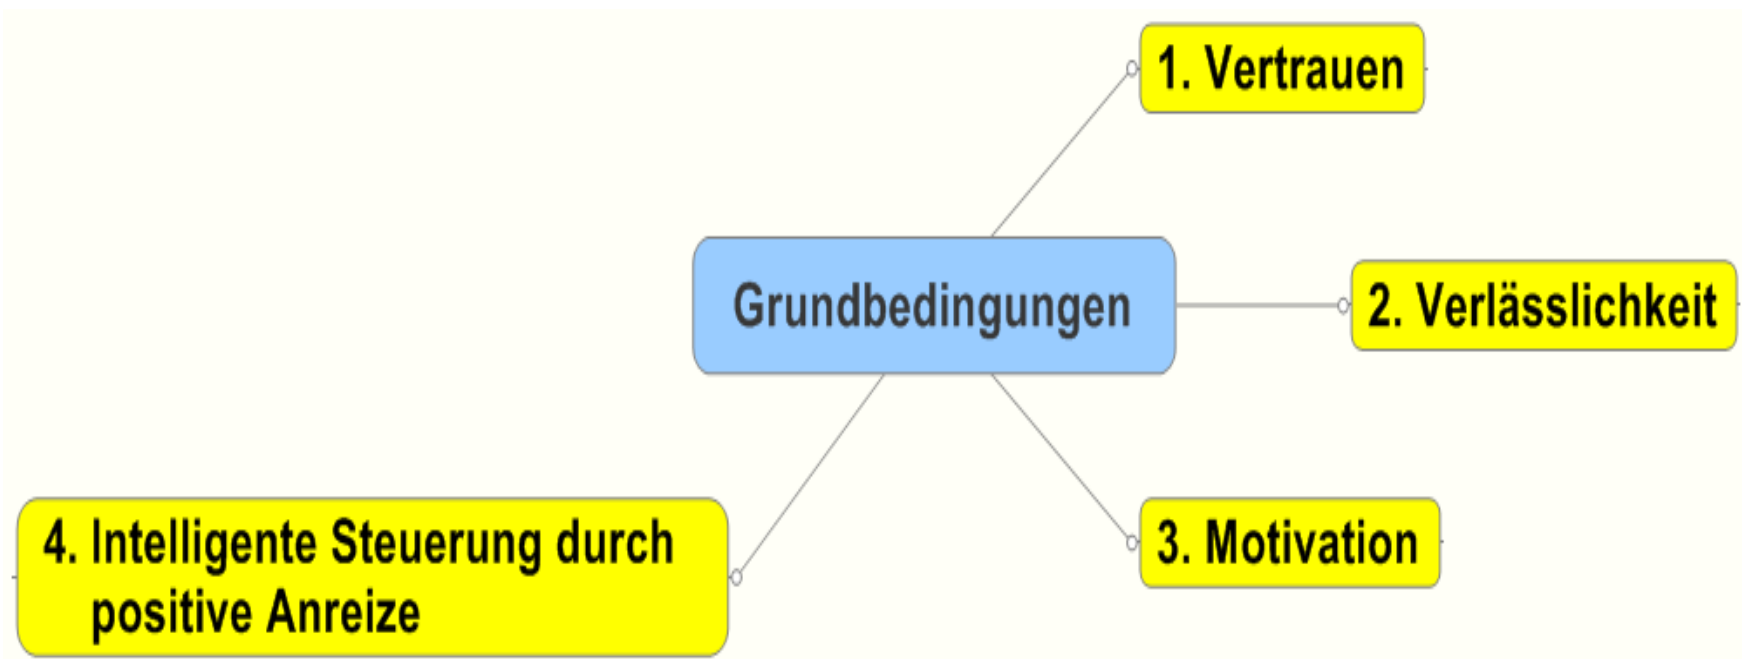 1. Vertrauen
Grundbedingungen
2. Verlässlichkeit
3. Motivation
4. Intelligente Steuerung durch
positive Anreize